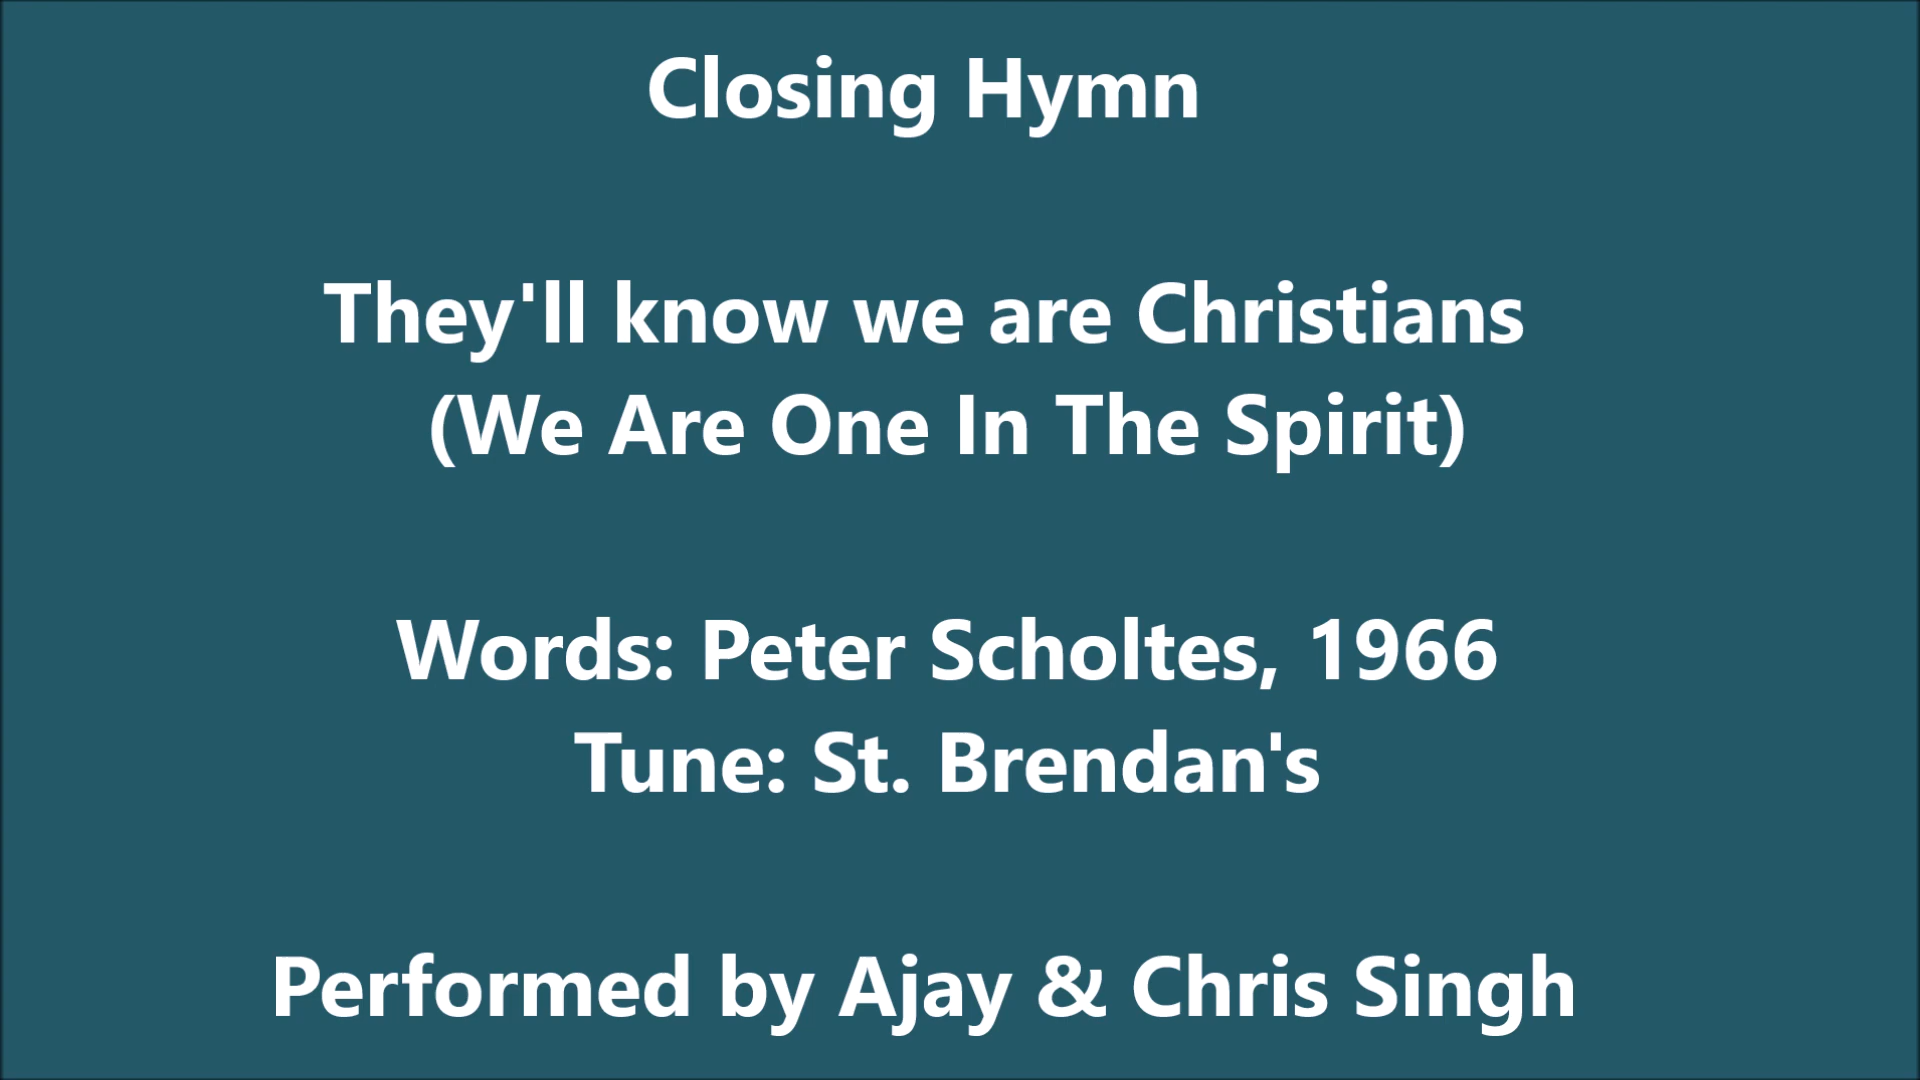 Closing Hymn
They'll know we are Christians
(We Are One In The Spirit)
Words: Peter Scholtes, 1966
Tune: St. Brendan's
Performed by Ajay & Chris Singh